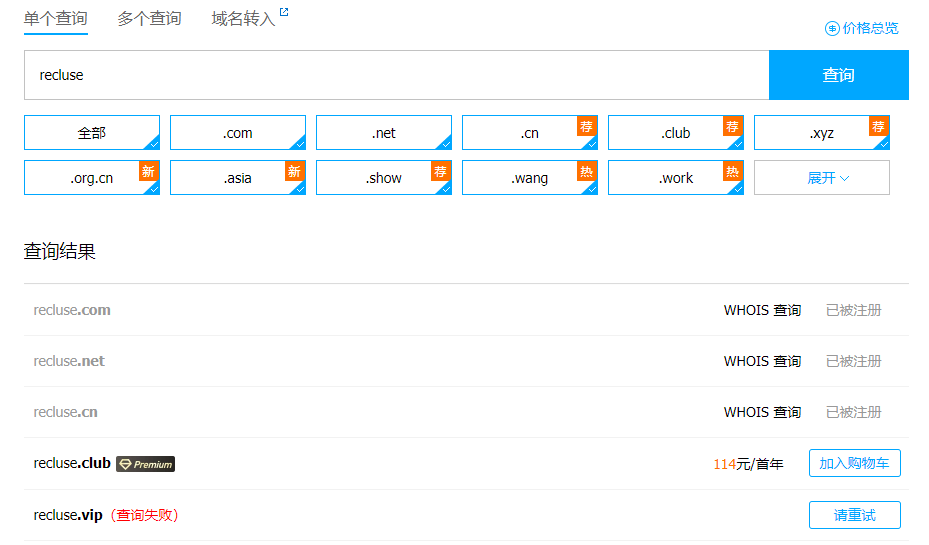 单个查询 多个查询 域名转入
价格总览
recluse 查询
全部 .com .net .cn 荐 .club 荐 .xyz 荐
.org.cn 新 .asia 新 .show 荐 .wang 热 .work 热 展开
查询结果
recluse.com WHOIS 查询 已被注册
recluse.net WHOIS 查询 已被注册
recluse.cn WHOIS 查询 已被注册
recluse.club Premium 114元/首年 加入购物车
recluse.vip（查询失败） 请重试